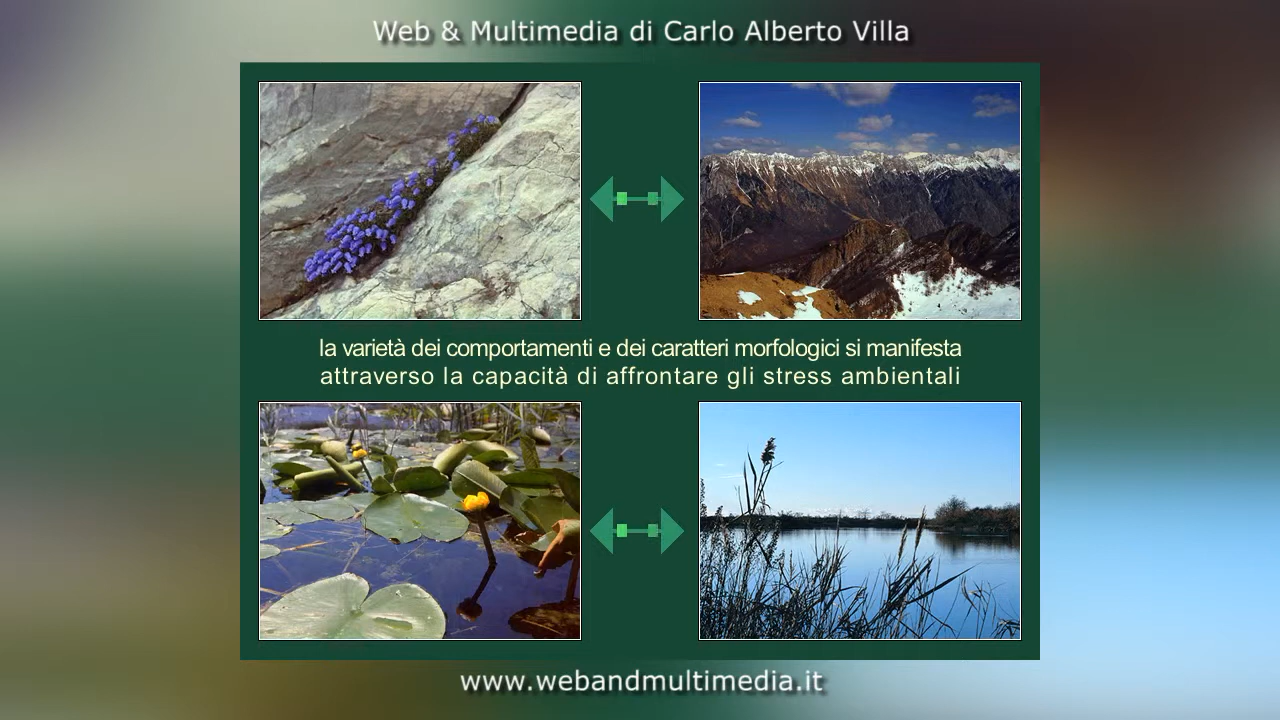 Web & Multimedia di Carlo Alberto Villa
la varietà dei comportamenti e dei caratteri morfologici si manifesta
attraverso la capacità di affrontare gli stress ambientali
www.webandmultimedia.it